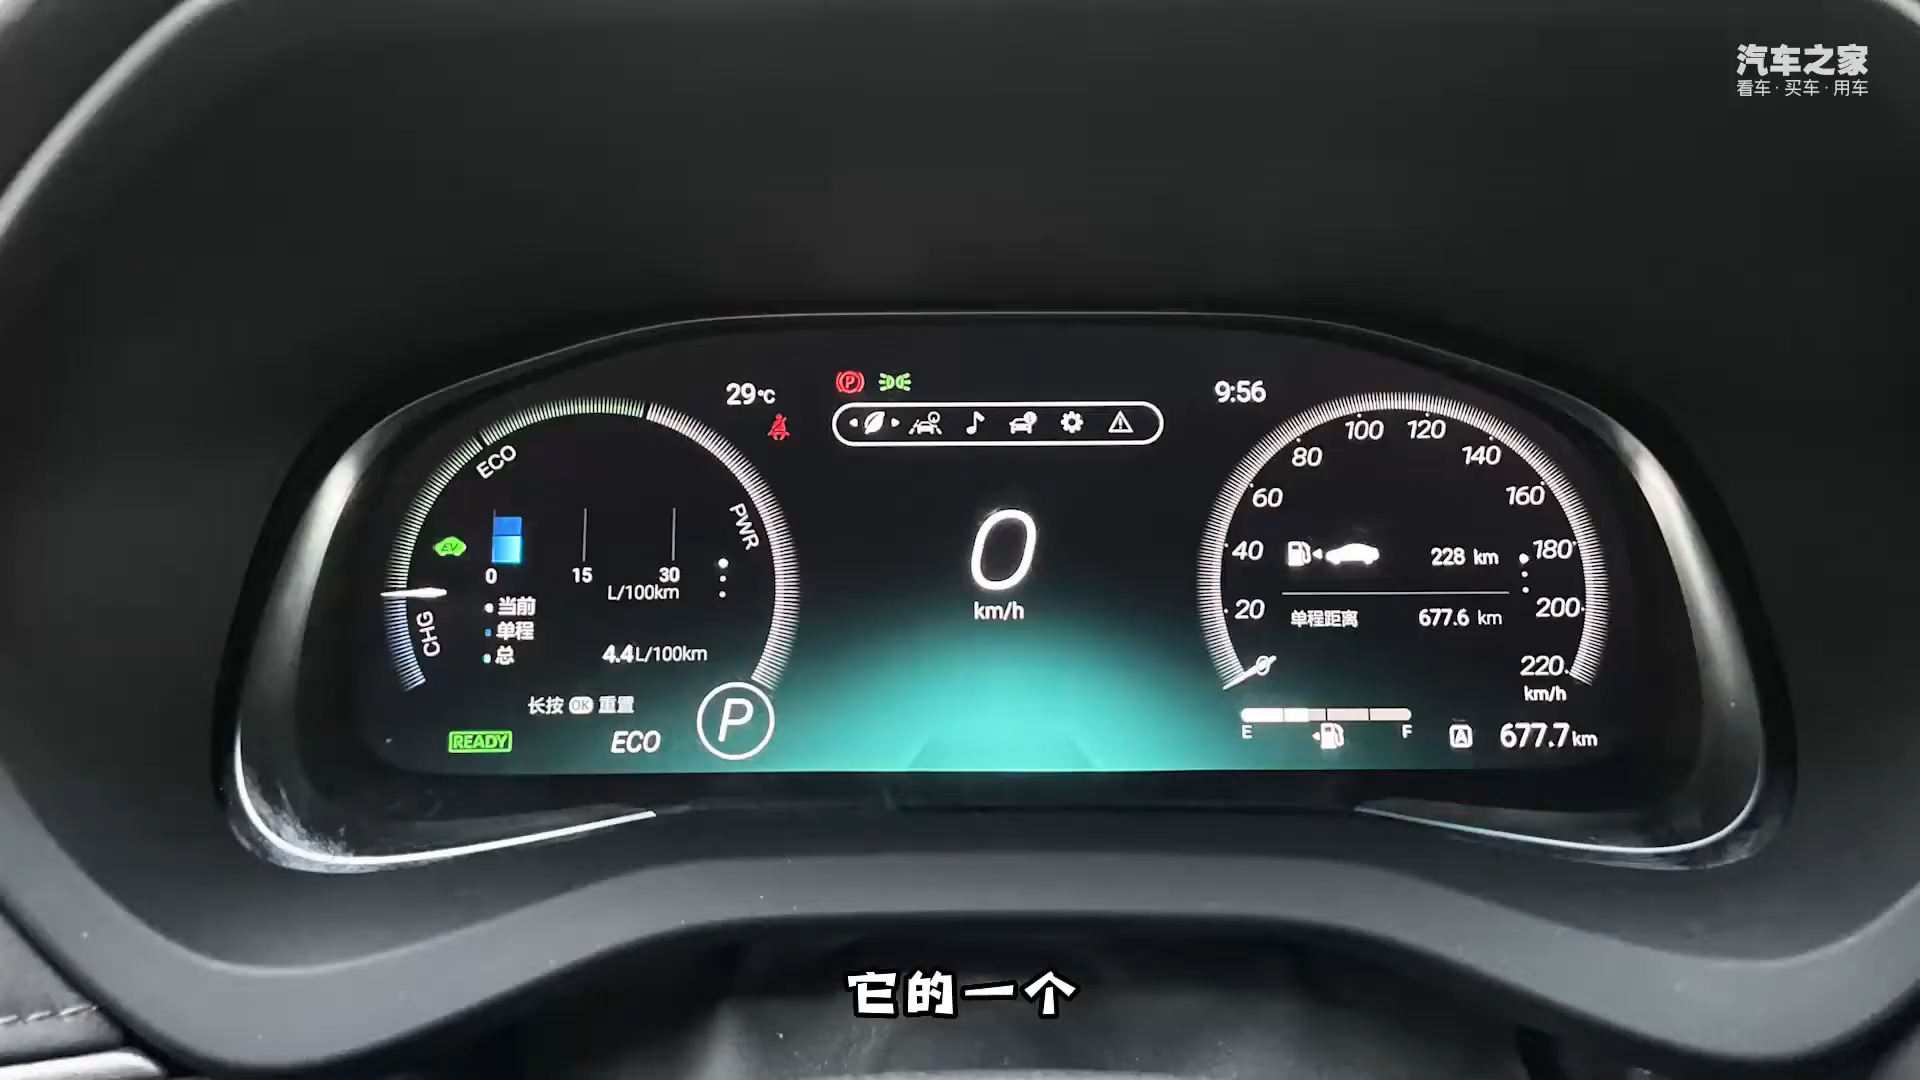 汽车之家
看车·买车·用车
29℃
9:56
ECO
PWR
CHG
EV
0 15 30
L/100km
当前
单程
总
4.4L/100km
长按 OK 重置
READY
ECO
P
0
km/h
0
20
40
60
80
100
120
140
160
180
200
220
km/h
228 km
单程距离 677.6 km
E F
A 677.7km
它的一个